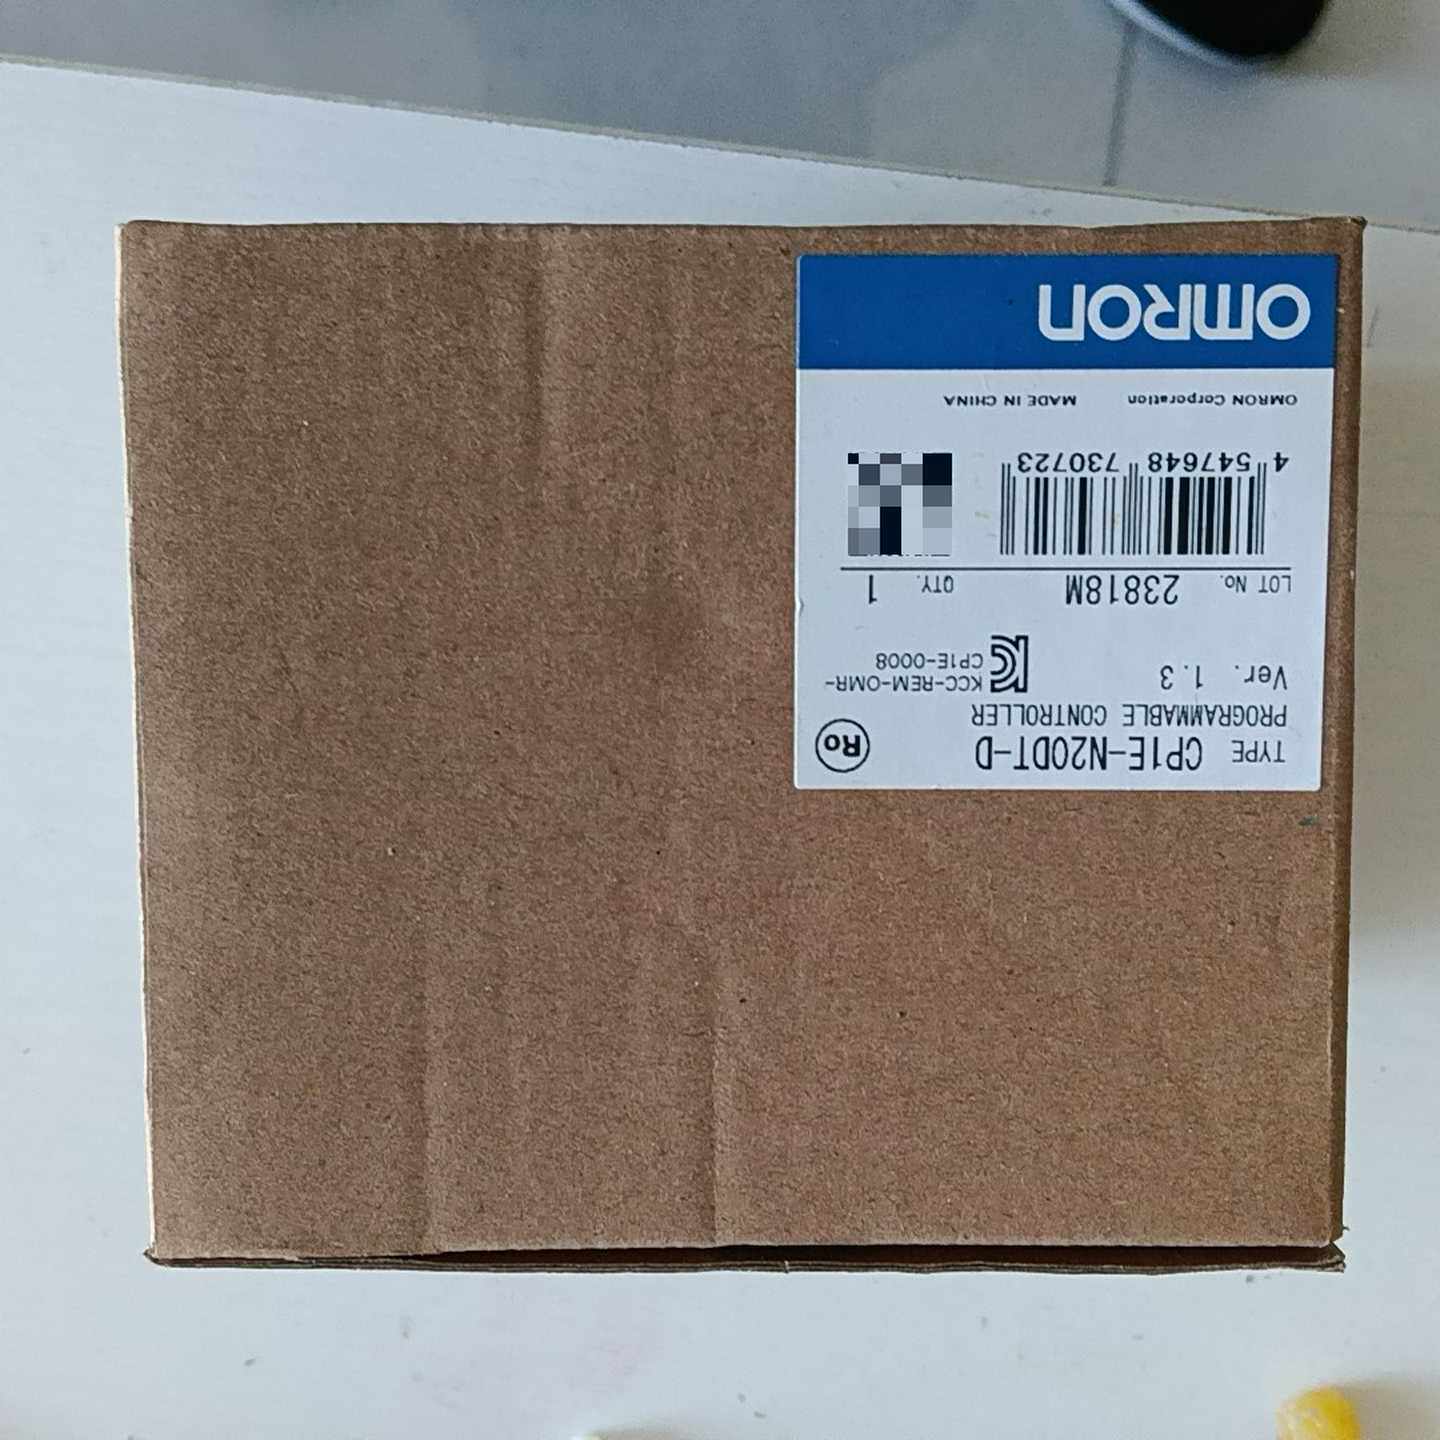 TYPE CP1E-N20DT-D
PROGRAMMABLE CONTROLLER
Ro
Ver. 1.3
KCC-REM-OMR-
CP1E-0008
LOT No. 23818M QTY. 1
4 547648 730723
OMRON Corporation MADE IN CHINA
OMRON